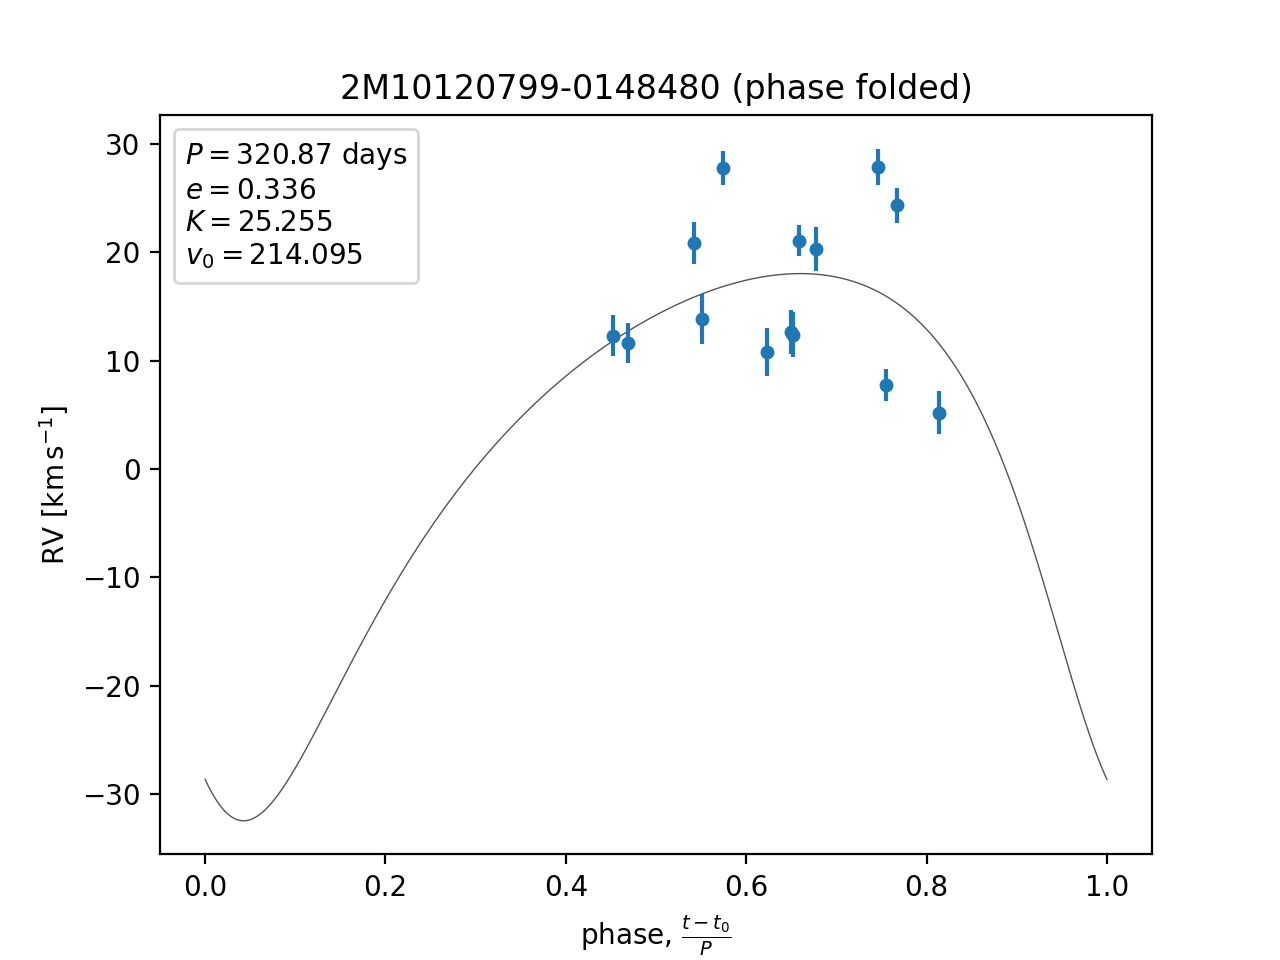 2M10120799-0148480 (phase folded)
P = 320.87 days
e = 0.336
K = 25.255
v₀ = 214.095
30
20
10
0
−10
−20
−30
RV [km s⁻¹]
0.0 0.2 0.4 0.6 0.8 1.0
phase, (t − t₀)/P